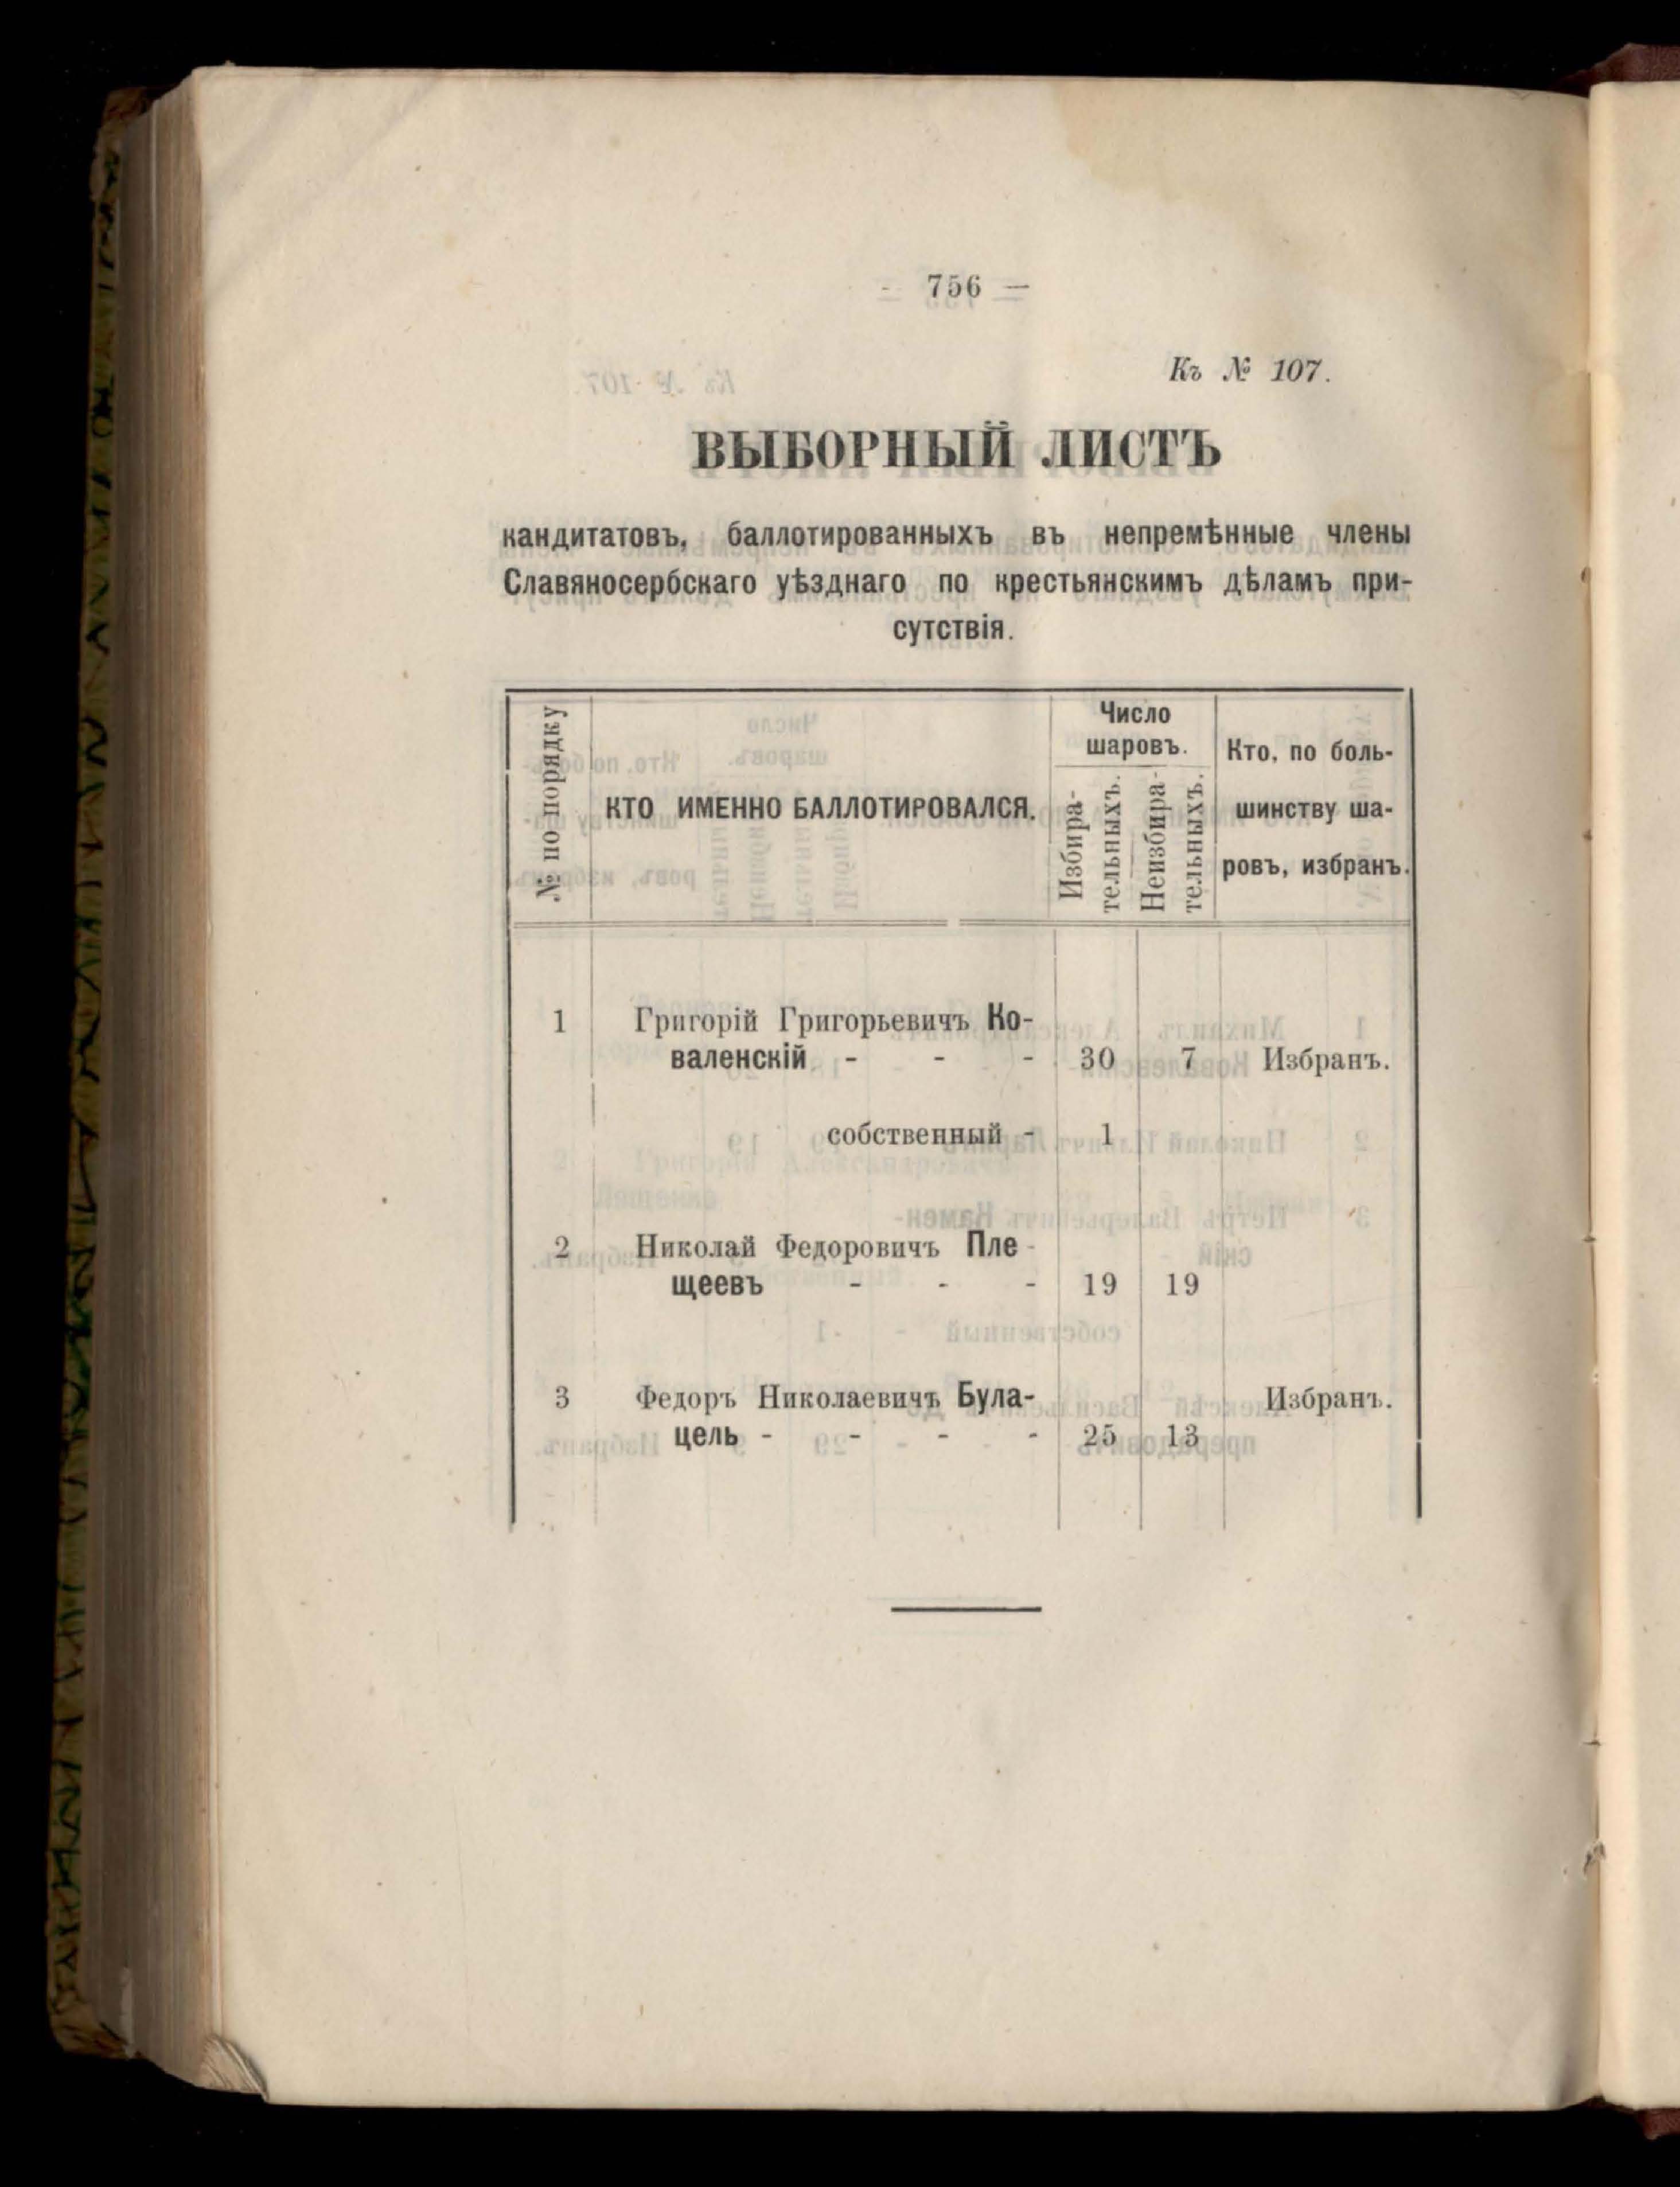 - 756 —
Къ № 107.
ВЫБОРНЫЙ ЛИСТЪ
кандитатовъ, баллотированныхъ въ непремѣнные члены
Славяносербскаго уѣзднаго по крестьянскимъ дѣламъ при-
сутствія.
№ по порядку
КТО ИМЕННО БАЛЛОТИРОВАЛСЯ.
Число
шаровъ.
Избира-
тельныхъ.
Неизбира-
тельныхъ.
Кто, по боль-
шинству ша-
ровъ, избранъ.
1 Григорій Григорьевичъ Ко-
валенскій - - - 30 7 Избранъ.
собственный - 1
2 Николай Федоровичъ Пле-
щеевъ - - - 19 19
3 Федоръ Николаевичъ Була- Избранъ.
цель - - - - 25 13